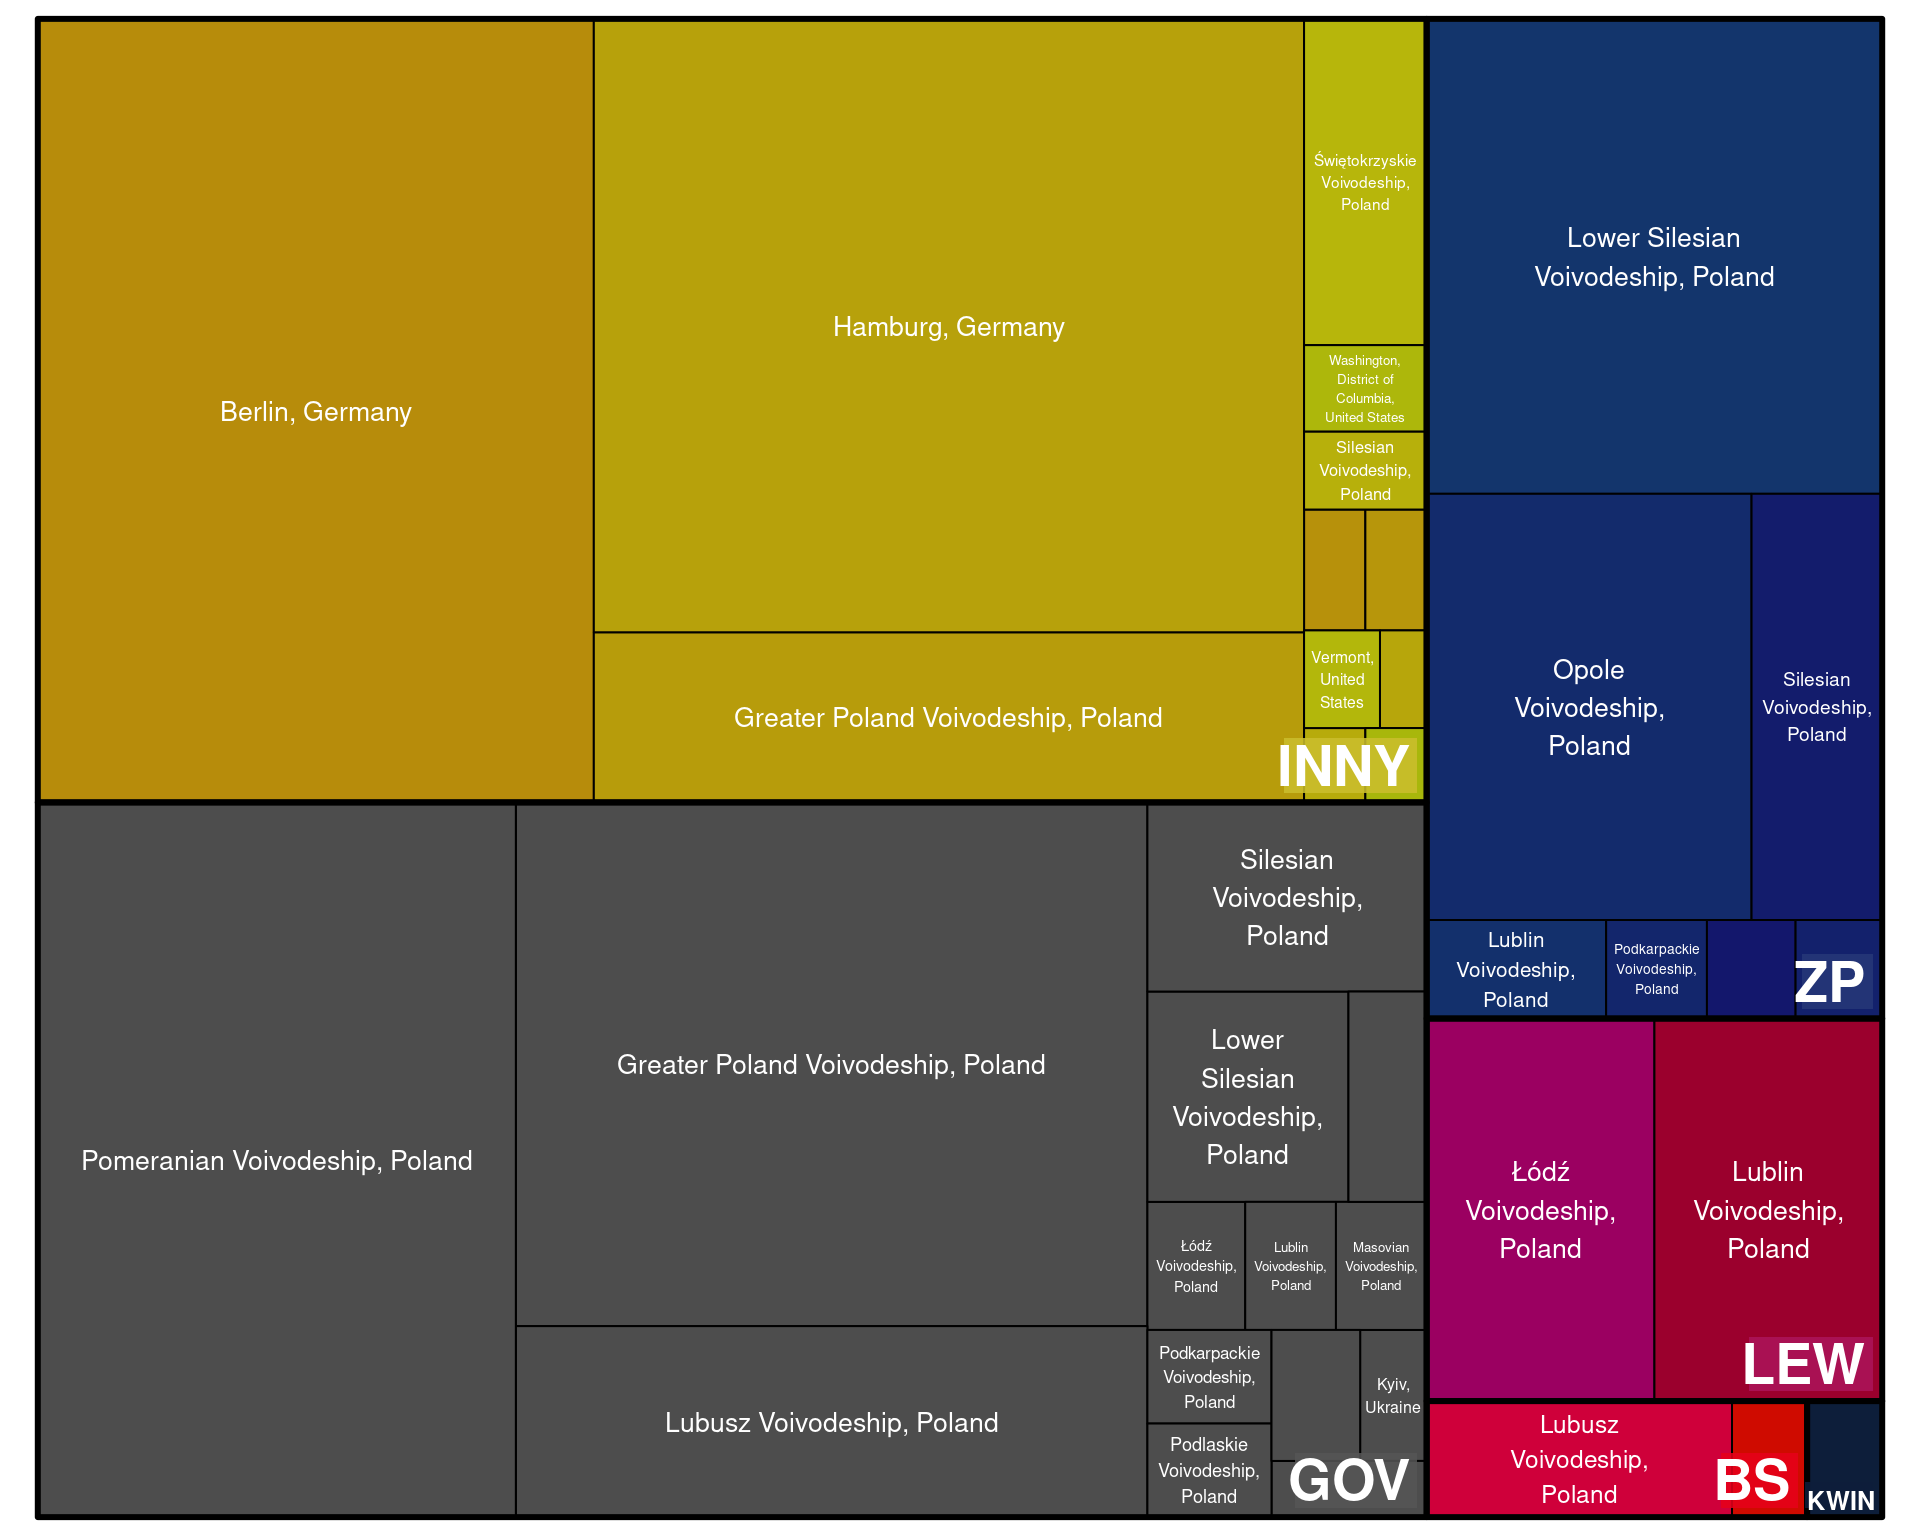 Berlin, Germany
Hamburg, Germany
Greater Poland Voivodeship, Poland
Świętokrzyskie
Voivodeship,
Poland
Washington,
District of
Columbia,
United States
Silesian
Voivodeship,
Poland
Vermont,
United
States
INNY
Pomeranian Voivodeship, Poland
Greater Poland Voivodeship, Poland
Lubusz Voivodeship, Poland
Silesian
Voivodeship,
Poland
Lower
Silesian
Voivodeship,
Poland
Łódź
Voivodeship,
Poland
Lublin
Voivodeship,
Poland
Masovian
Voivodeship,
Poland
Podkarpackie
Voivodeship,
Poland
Kyiv,
Ukraine
Podlaskie
Voivodeship,
Poland
GOV
Lower Silesian
Voivodeship, Poland
Opole
Voivodeship,
Poland
Silesian
Voivodeship,
Poland
Lublin
Voivodeship,
Poland
Podkarpackie
Voivodeship,
Poland
ZP
Łódź
Voivodeship,
Poland
Lublin
Voivodeship,
Poland
LEW
Lubusz
Voivodeship,
Poland
BS
KWIN